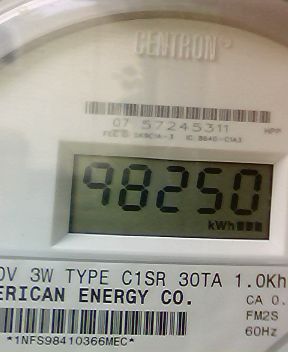 CENTRON®
07 57245311
HPP
98250
kWh
0V 3W TYPE C1SR 30TA 1.0Kh
ERICAN ENERGY CO.
CA 0.
FM2S
60Hz
*1NFS98410366MEC*